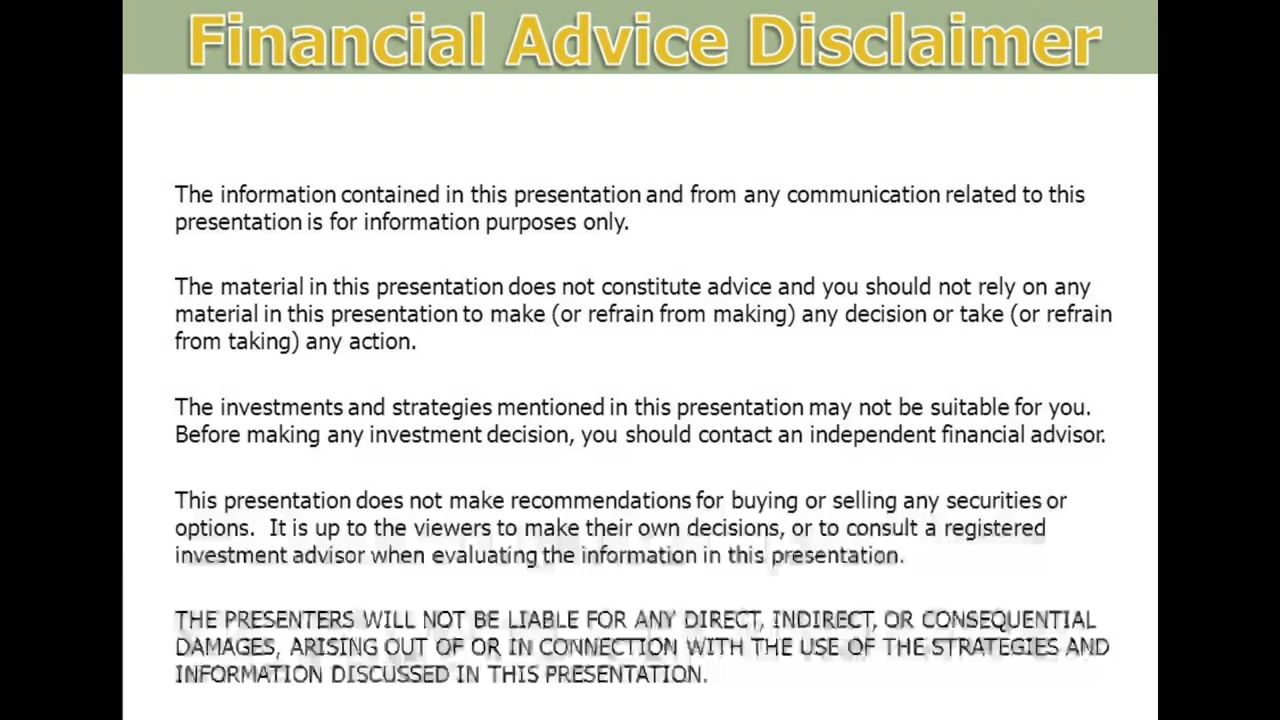 Financial Advice Disclaimer
The information contained in this presentation and from any communication related to this
presentation is for information purposes only.
The material in this presentation does not constitute advice and you should not rely on any
material in this presentation to make (or refrain from making) any decision or take (or refrain
from taking) any action.
The investments and strategies mentioned in this presentation may not be suitable for you.
Before making any investment decision, you should contact an independent financial advisor.
This presentation does not make recommendations for buying or selling any securities or
options.  It is up to the viewers to make their own decisions, or to consult a registered
investment advisor when evaluating the information in this presentation.
THE PRESENTERS WILL NOT BE LIABLE FOR ANY DIRECT, INDIRECT, OR CONSEQUENTIAL
DAMAGES, ARISING OUT OF OR IN CONNECTION WITH THE USE OF THE STRATEGIES AND
INFORMATION DISCUSSED IN THIS PRESENTATION.